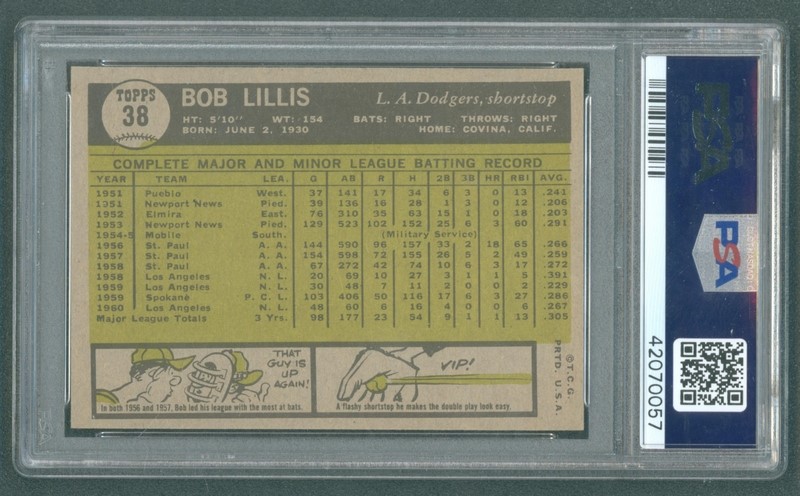 TOPPS
38
BOB LILLIS
L. A. Dodgers, shortstop
HT: 5'10" WT: 154 BATS: RIGHT THROWS: RIGHT
BORN: JUNE 2, 1930 HOME: COVINA, CALIF.
COMPLETE MAJOR AND MINOR LEAGUE BATTING RECORD
YEAR TEAM LEA. G AB R H 2B 3B HR RBI AVG.
1951 Pueblo West. 37 141 17 34 6 3 0 13 .241
1951 Newport News Pied. 39 136 16 28 1 3 0 12 .206
1952 Elmira East. 76 310 35 63 15 1 0 18 .203
1953 Newport News Pied. 129 523 102 152 25 6 3 60 .291
1954-5 Mobile South. (Military Service)
1956 St. Paul A. A. 144 590 96 157 33 2 18 65 .266
1957 St. Paul A. A. 154 598 72 155 26 5 2 49 .259
1958 St. Paul A. A. 67 272 42 74 10 6 3 17 .272
1958 Los Angeles N. L. 20 69 10 27 3 1 1 .391
1959 Los Angeles N. L. 30 48 7 11 2 0 0 2 .229
1959 Spokane P. C. L. 103 406 50 116 17 6 3 27 .286
1960 Los Angeles N. L. 48 60 6 16 4 0 0 6 .267
Major League Totals 3 Yrs. 98 177 23 54 9 1 1 13 .305
THAT
GUY IS
UP
AGAIN!
In both 1956 and 1957, Bob led his league with the most at bats.
VIP!
A flashy shortstop he makes the double play look easy.
©T.C.G.
PRTD. U.S.A.
PSA
PSA
42070057